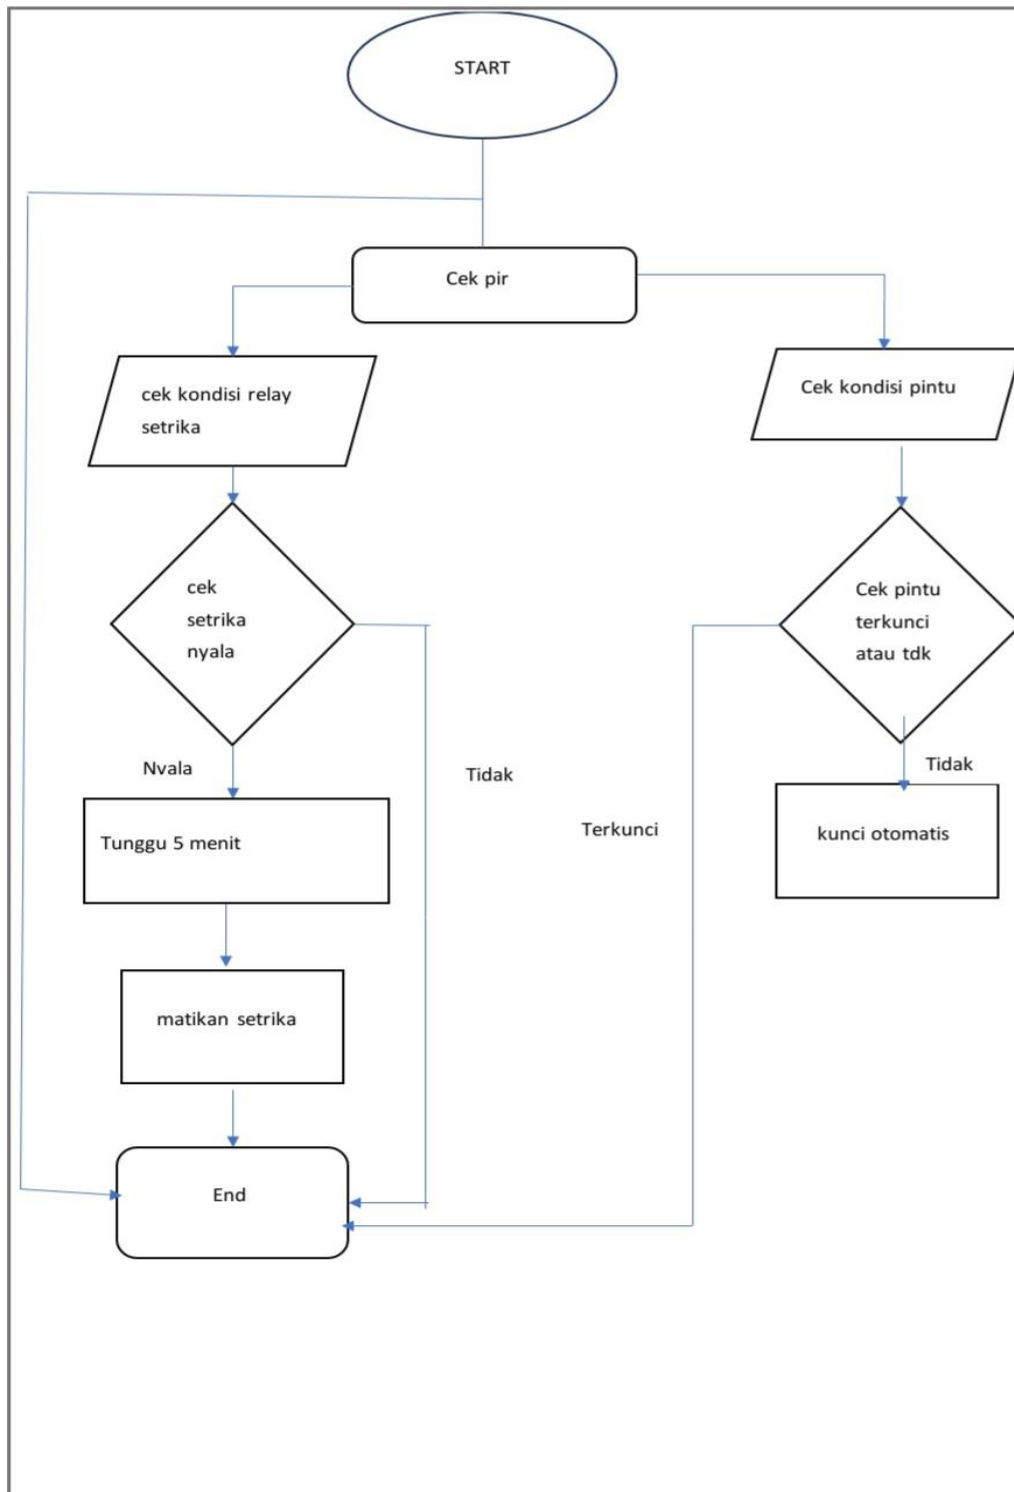 START
Cek pir
cek kondisi relay
setrika
Cek kondisi pintu
cek
setrika
nyala
Cek pintu
terkunci
atau tdk
Nvala
Tidak
Tidak
Terkunci
Tunggu 5 menit
kunci otomatis
matikan setrika
End